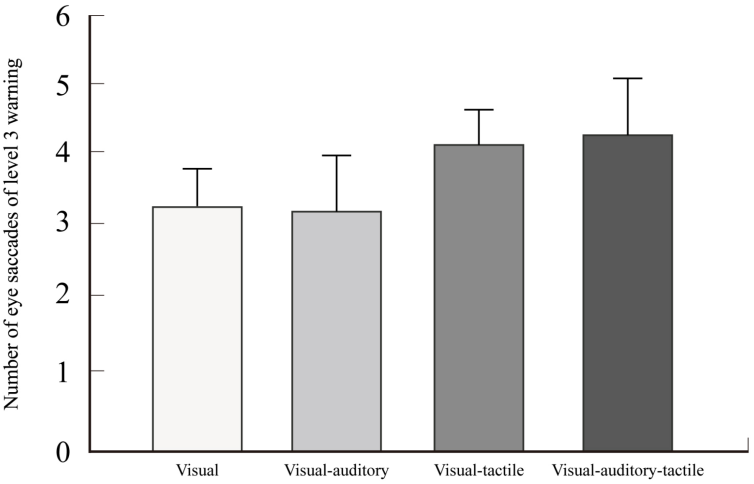 Number of eye saccades of level 3 warning
6
5
4
3
2
1
0
Visual
Visual-auditory
Visual-tactile
Visual-auditory-tactile